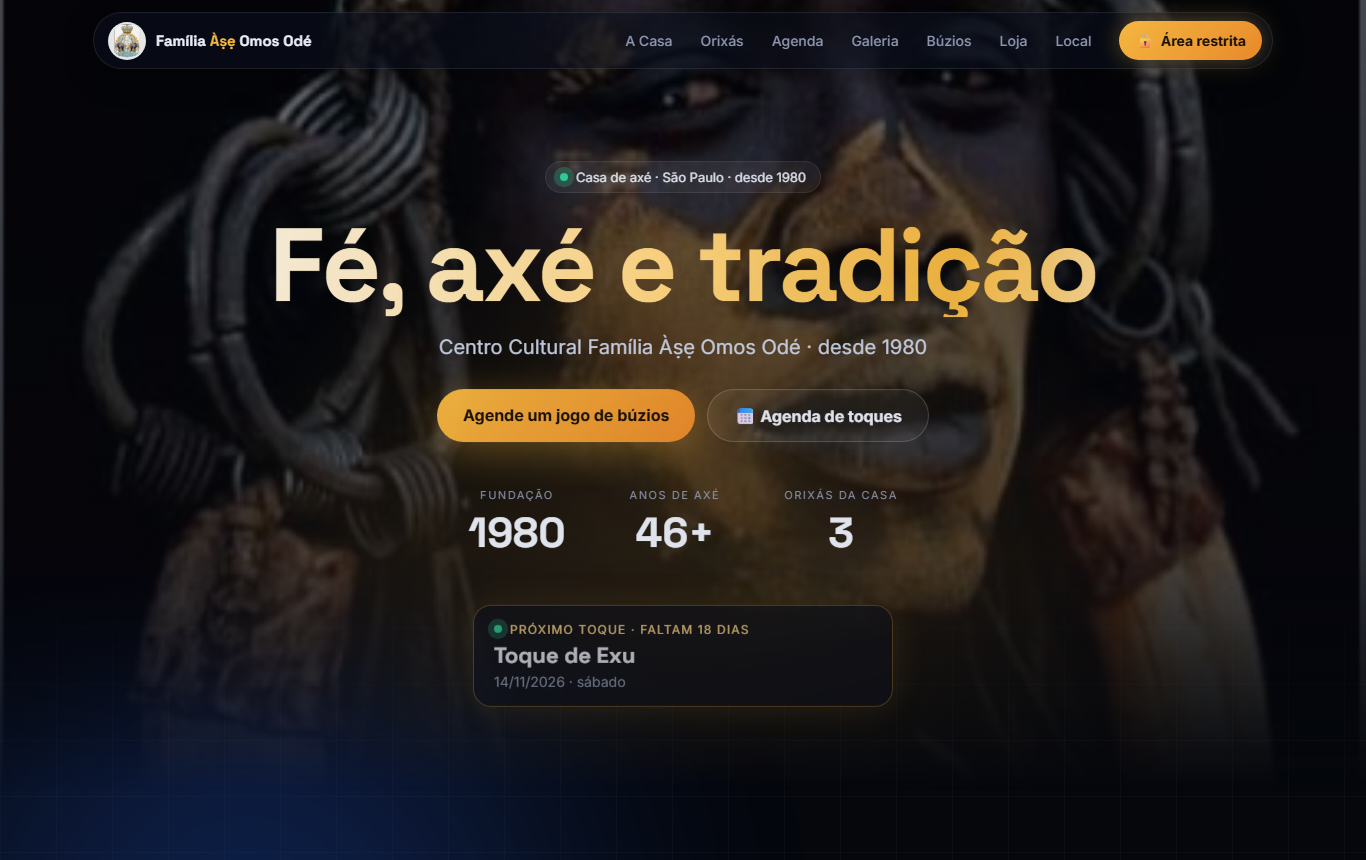 Família Àṣẹ Omos Odé
A Casa
Orixás
Agenda
Galeria
Búzios
Loja
Local
Área restrita
Casa de axé · São Paulo · desde 1980
Fé, axé e tradição
Centro Cultural Família Àṣẹ Omos Odé · desde 1980
Agende um jogo de búzios
Agenda de toques
FUNDAÇÃO
1980
ANOS DE AXÉ
46+
ORIXÁS DA CASA
3
PRÓXIMO TOQUE · FALTAM 18 DIAS
Toque de Exu
14/11/2026 · sábado